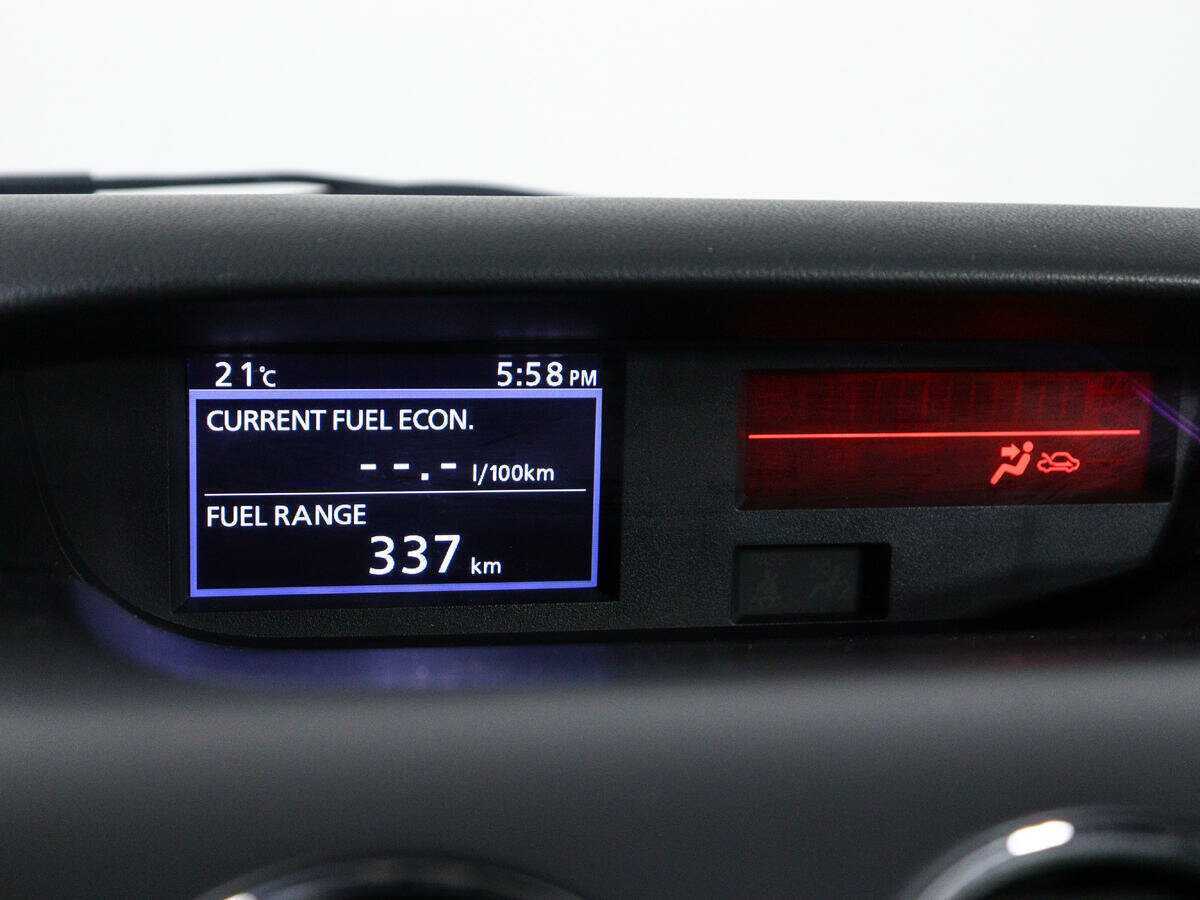 21°C 5:58 PM
CURRENT FUEL ECON.
--.- l/100km
FUEL RANGE
337 km